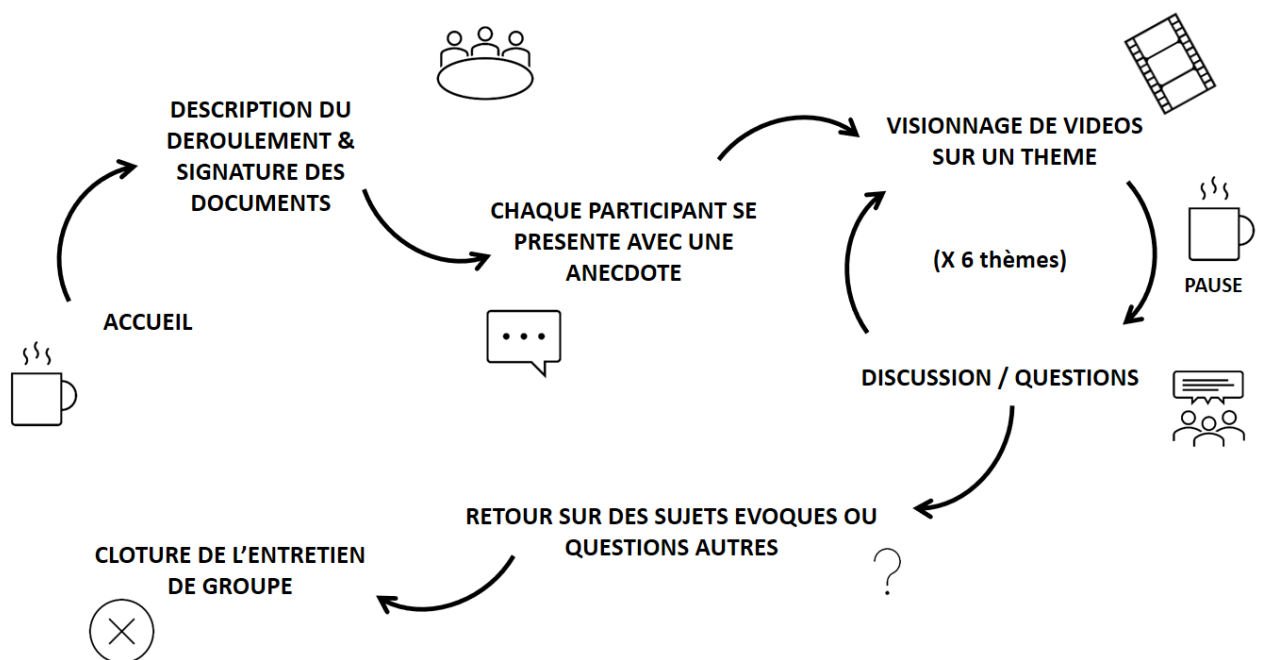 ACCUEIL
DESCRIPTION DU
DEROULEMENT &
SIGNATURE DES
DOCUMENTS
CHAQUE PARTICIPANT SE
PRESENTE AVEC UNE
ANECDOTE
VISIONNAGE DE VIDEOS
SUR UN THEME
(X 6 thèmes)
PAUSE
DISCUSSION / QUESTIONS
RETOUR SUR DES SUJETS EVOQUES OU
QUESTIONS AUTRES
?
CLOTURE DE L’ENTRETIEN
DE GROUPE